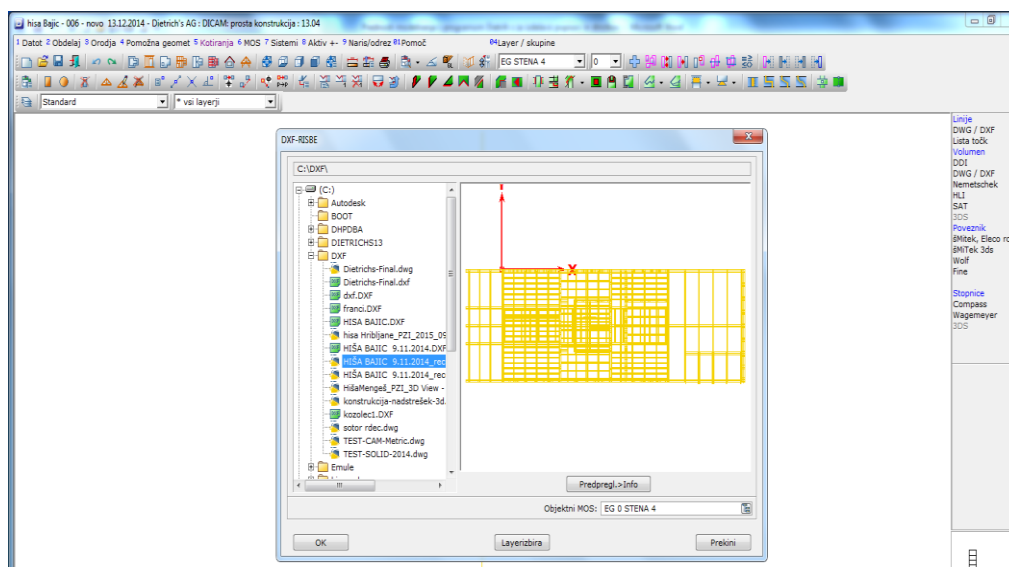 hisa Bajic - 006 - novo 13.12.2014 - Dietrich's AG : DICAM: prosta konstrukcija : 13.04
1 Datot 2 Obdelaj 3 Orodja 4 Pomožna geomet 5 Kotiranja 6 MOS 7 Sistemi 8 Aktiv +- 9 Naris/odrez 01 Pomoč 04 Layer / skupine
EG STENA 4 0
Standard * vsi layerji
DXF-RISBE
C:\DXF\
(C:)
Autodesk
BOOT
DHPDBA
DIETRICHS13
DXF
Dietrichs-Final.dwg
Dietrichs-Final.dxf
dxf.DXF
franci.DXF
HISA BAJIC.DXF
hisa Hribljane_PZI_2015_09
HIŠA BAJIC 9.11.2014.DXF
HIŠA BAJIC 9.11.2014_rec
HIŠA BAJIC 9.11.2014_rec
HišaMengeš_PZI_3D View -
konstrukcija-nadstrešek-3d.
kozolec1.DXF
sotor rdec.dwg
TEST-CAM-Metric.dwg
TEST-SOLID-2014.dwg
Emule
X
Predpregl.>Info
Objektni MOS: EG 0 STENA 4
OK Layerizbira Prekini
Linije
DWG / DXF
Lista točk
Volumen
DDI
DWG / DXF
Nemetschek
HLI
SAT
3DS
Poveznik
šMitek, Eleco ro
šMiTek 3ds
Wolf
Fine
Stopnice
Compass
Wagemeyer
3DS